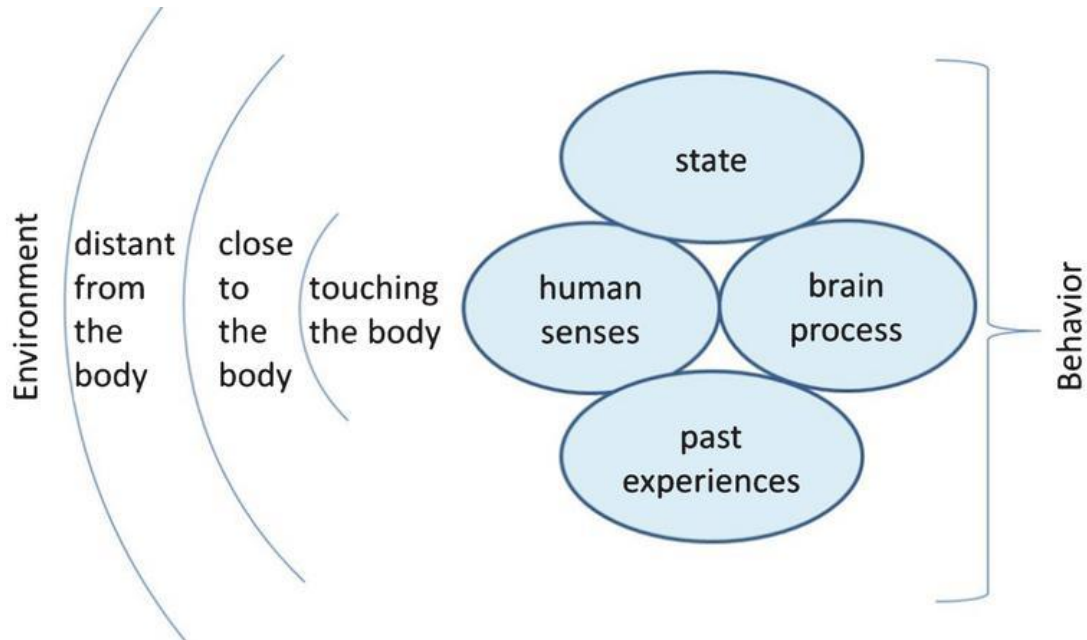 Environment
distant
from
the
body
close
to
the
body
touching
the body
state
human
senses
brain
process
past
experiences
Behavior